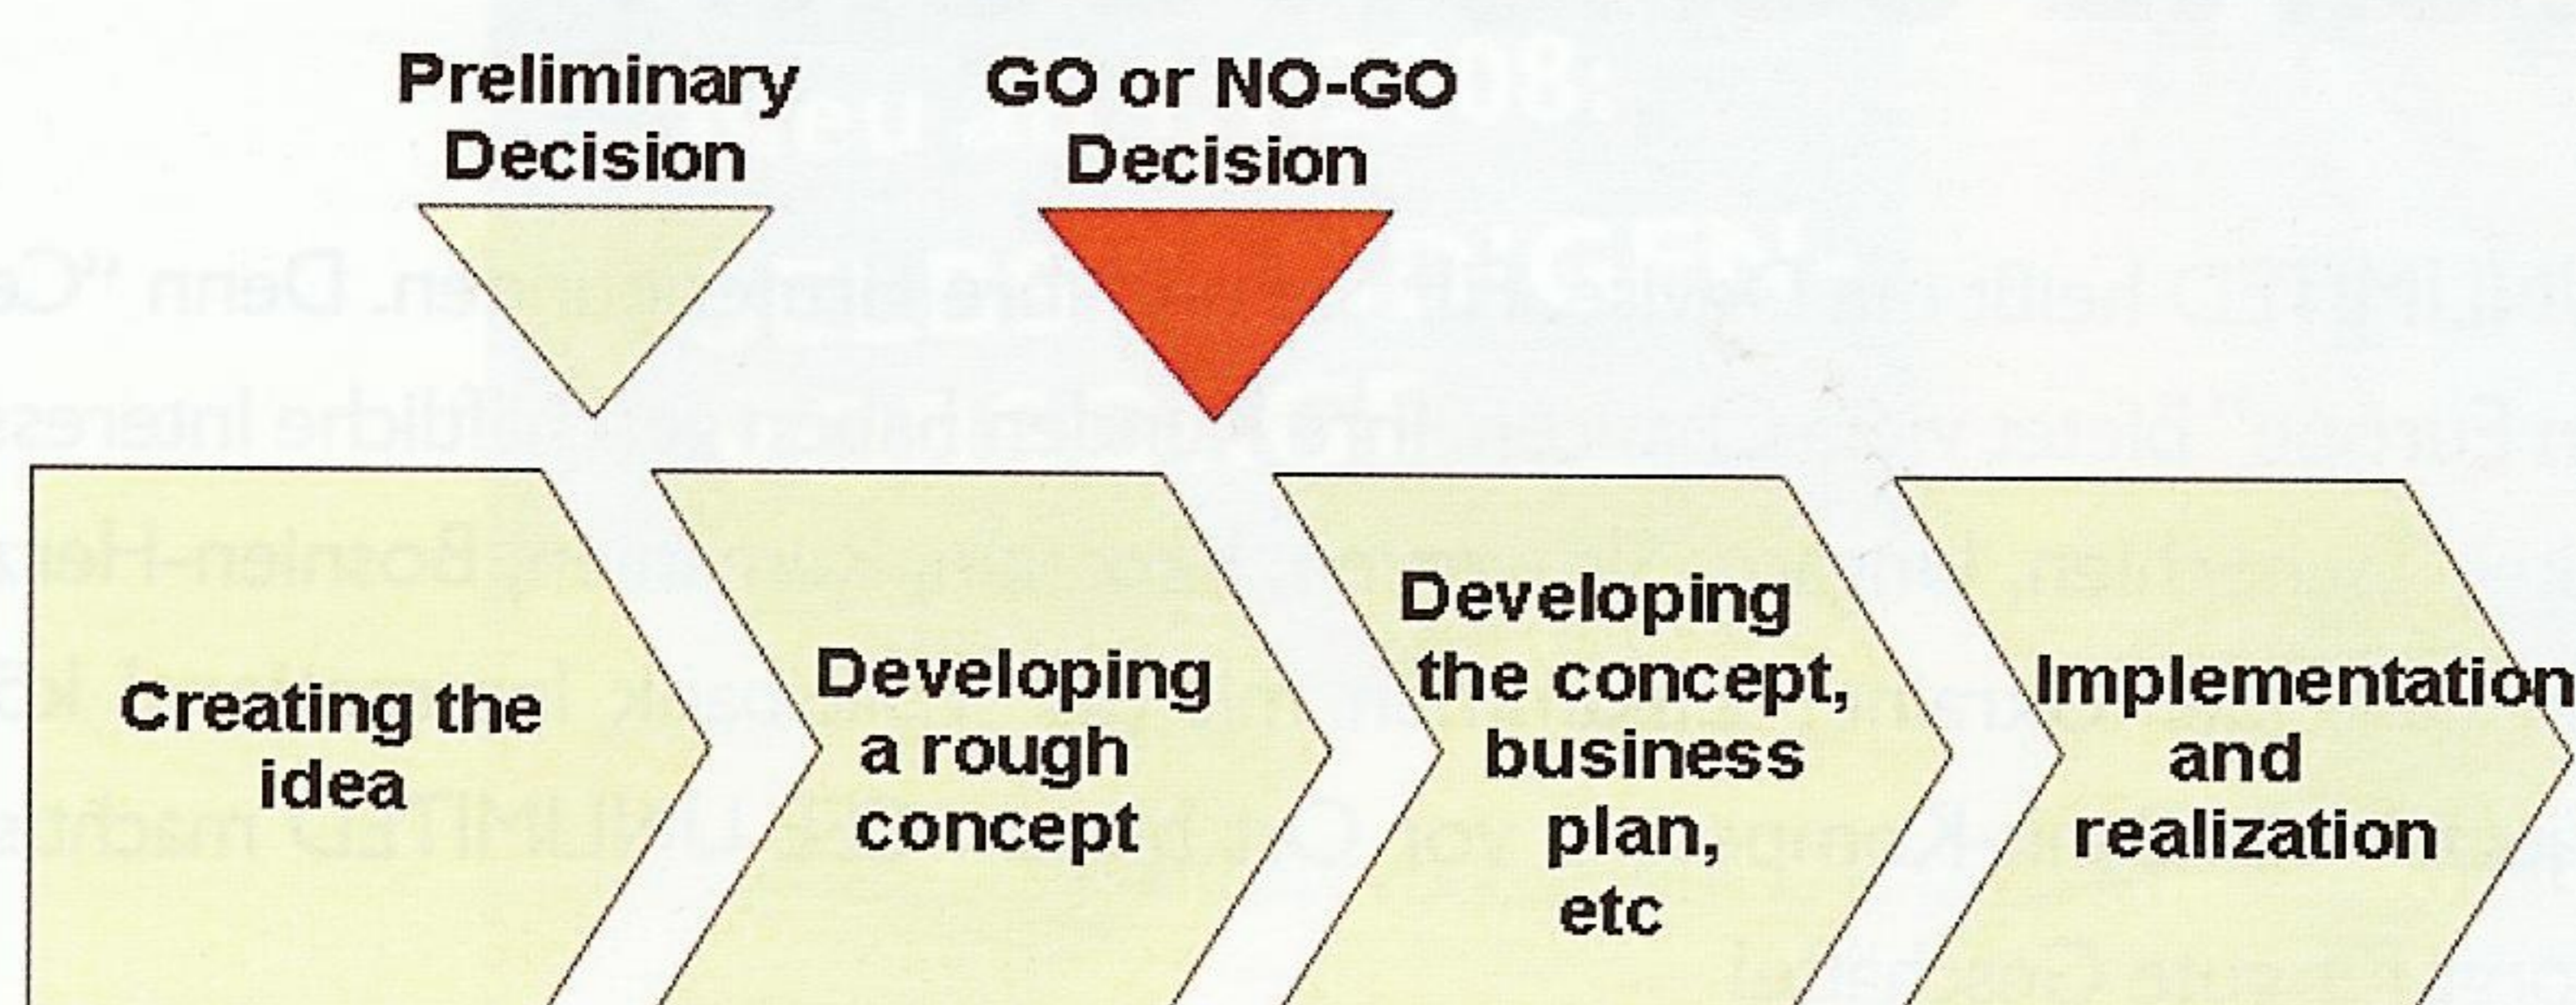 Preliminary
Decision
GO or NO-GO
Decision
Creating the
idea
Developing
a rough
concept
Developing
the concept,
business
plan,
etc
Implementation
and
realization